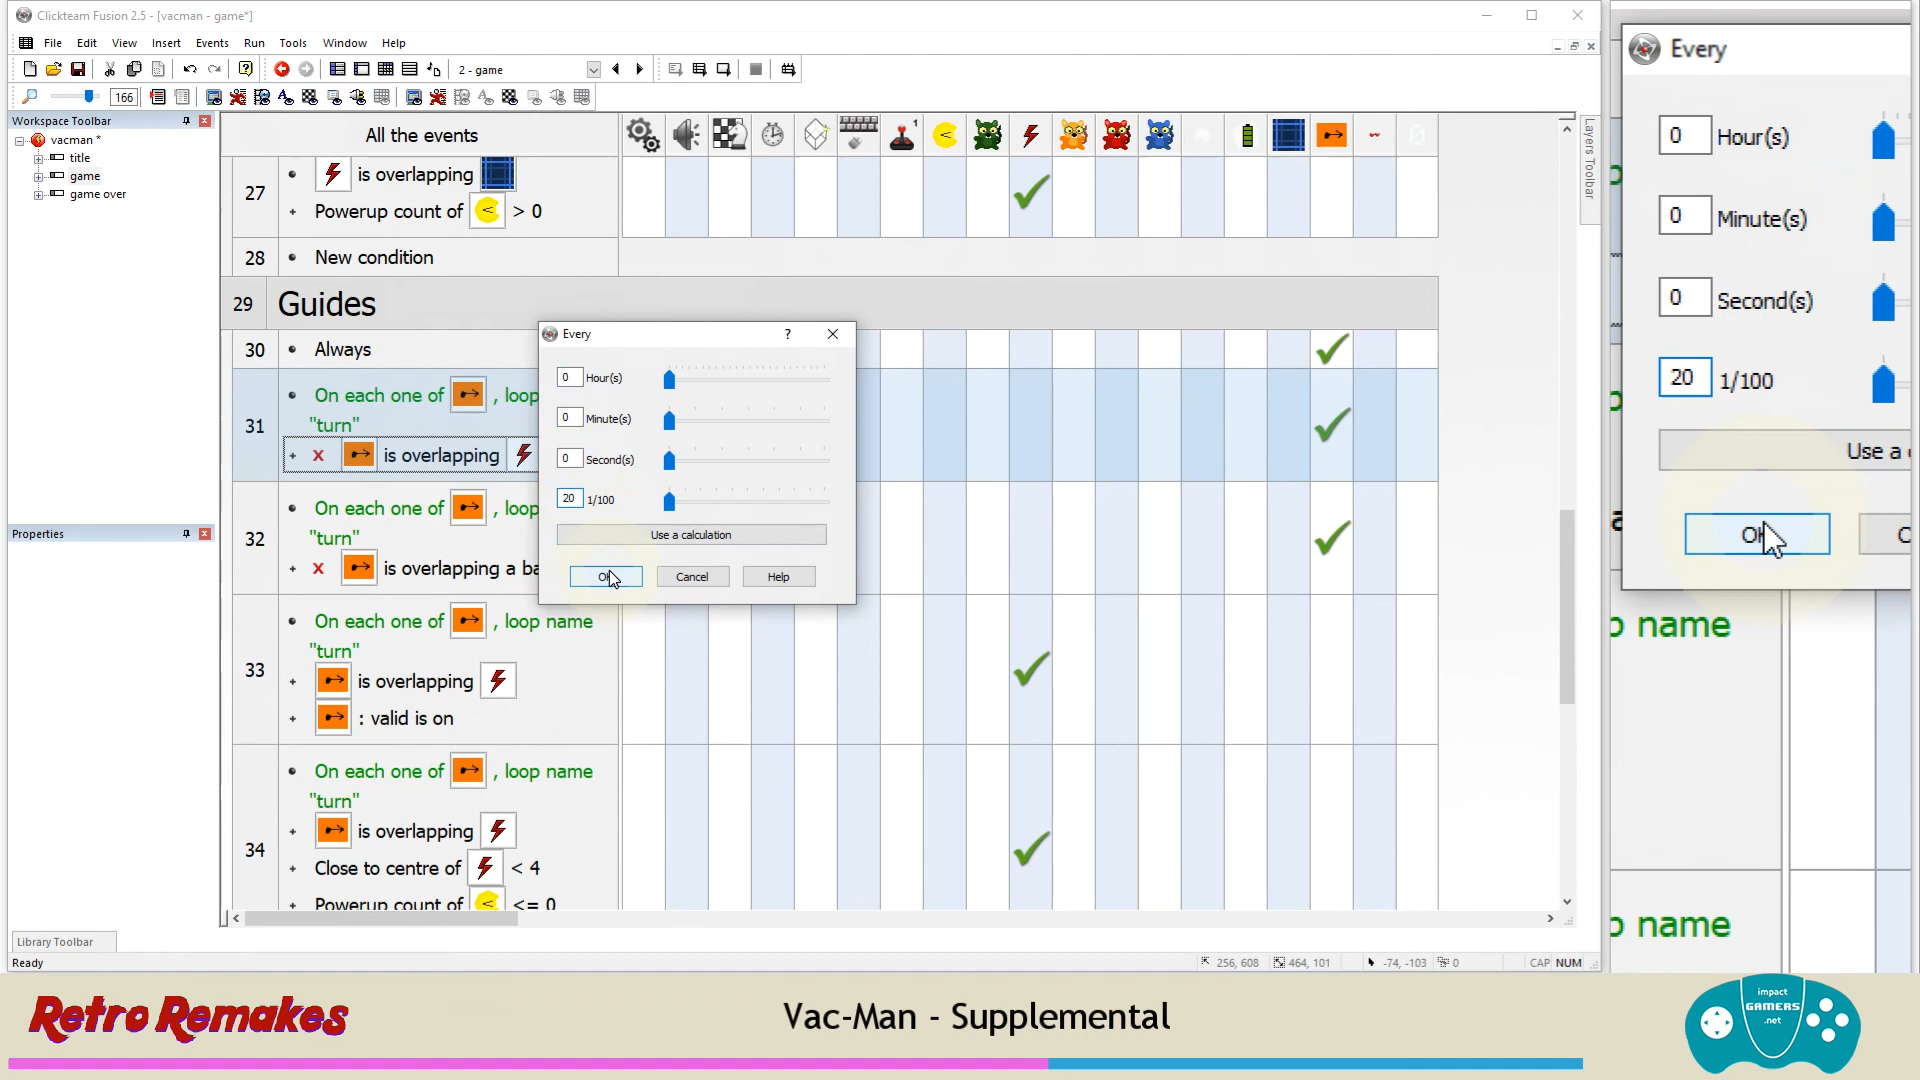 Clickteam Fusion 2.5 - [vacman - game*]
File Edit View Insert Events Run Tools Window Help
2 - game
166
Workspace Toolbar
vacman *
title
game
game over
Properties
Library Toolbar
Ready
All the events
1
27
is overlapping
+ Powerup count of > 0
28
New condition
29
Guides
30
Always
31
On each one of , loop
"turn"
+ X is overlapping
32
On each one of , loop
"turn"
+ X is overlapping a ba
33
On each one of , loop name
"turn"
+ is overlapping
+ : valid is on
34
On each one of , loop name
"turn"
+ is overlapping
+ Close to centre of < 4
+ Powerup count of <= 0
Every
?
0 Hour(s)
0 Minute(s)
0 Second(s)
20 1/100
Use a calculation
OK
Cancel
Help
Layers Toolbar
256, 608
464, 101
-74, -103
0
CAP NUM
Every
0 Hour(s)
0 Minute(s)
0 Second(s)
20 1/100
Use a
OK
C
p name
p name
Retro Remakes
Vac-Man - Supplemental
impact
GAMERS
.net